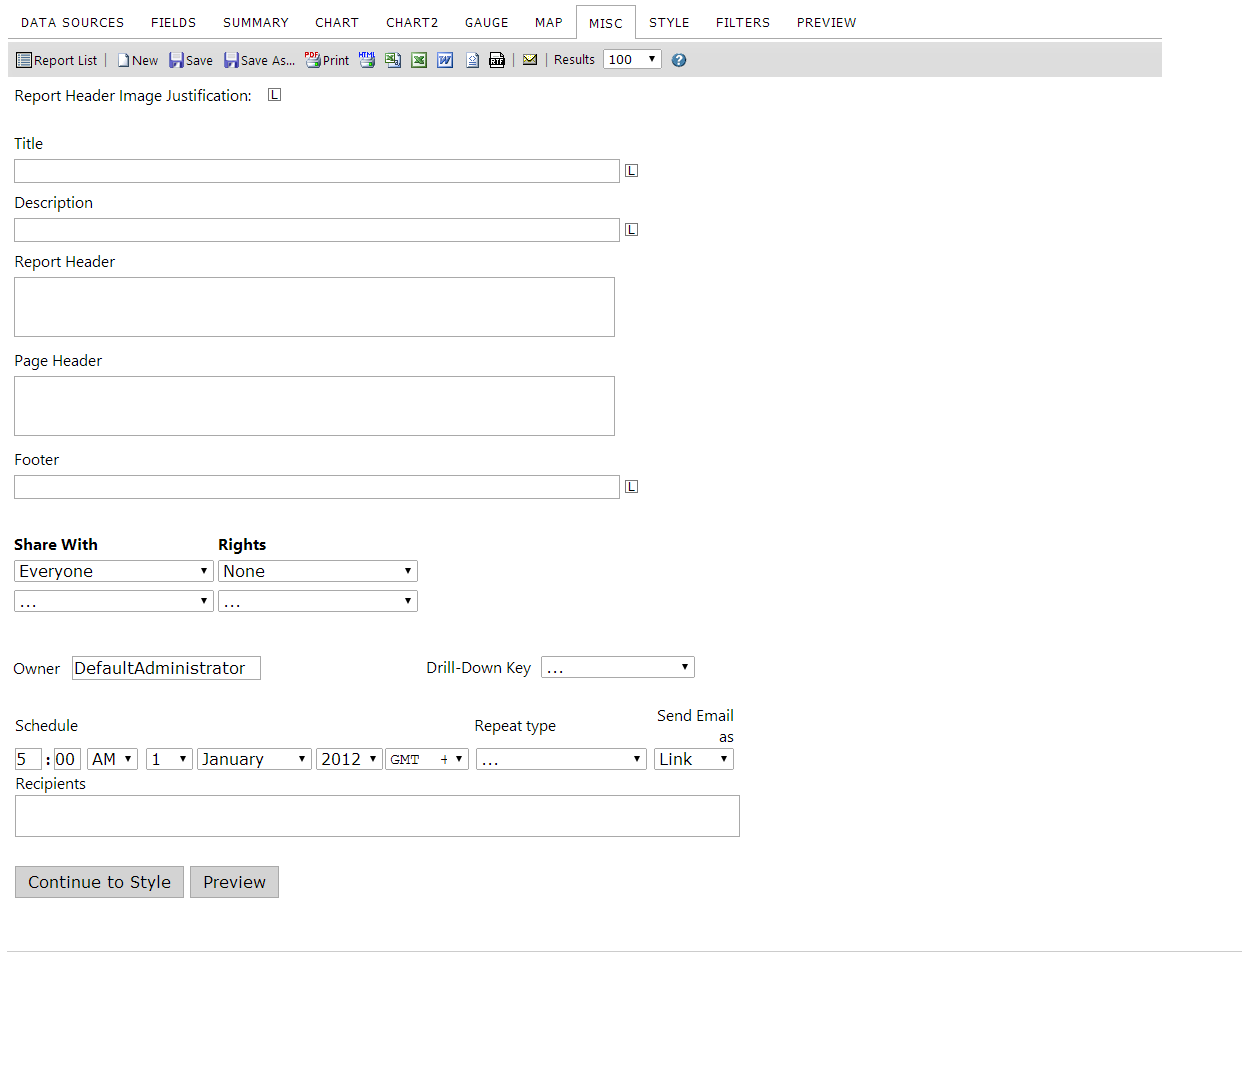 DATA SOURCES FIELDS SUMMARY CHART CHART2 GAUGE MAP MISC STYLE FILTERS PREVIEW
Report List | New Save Save As... PDF Print HTML RTF | Results 100 ?
Report Header Image Justification: L
Title
L
Description
L
Report Header
Page Header
Footer
L
Share With Rights
Everyone None
... ...
Owner DefaultAdministrator Drill-Down Key ...
Schedule Repeat type Send Email as
5 : 00 AM 1 January 2012 GMT + ... Link
Recipients
Continue to Style Preview